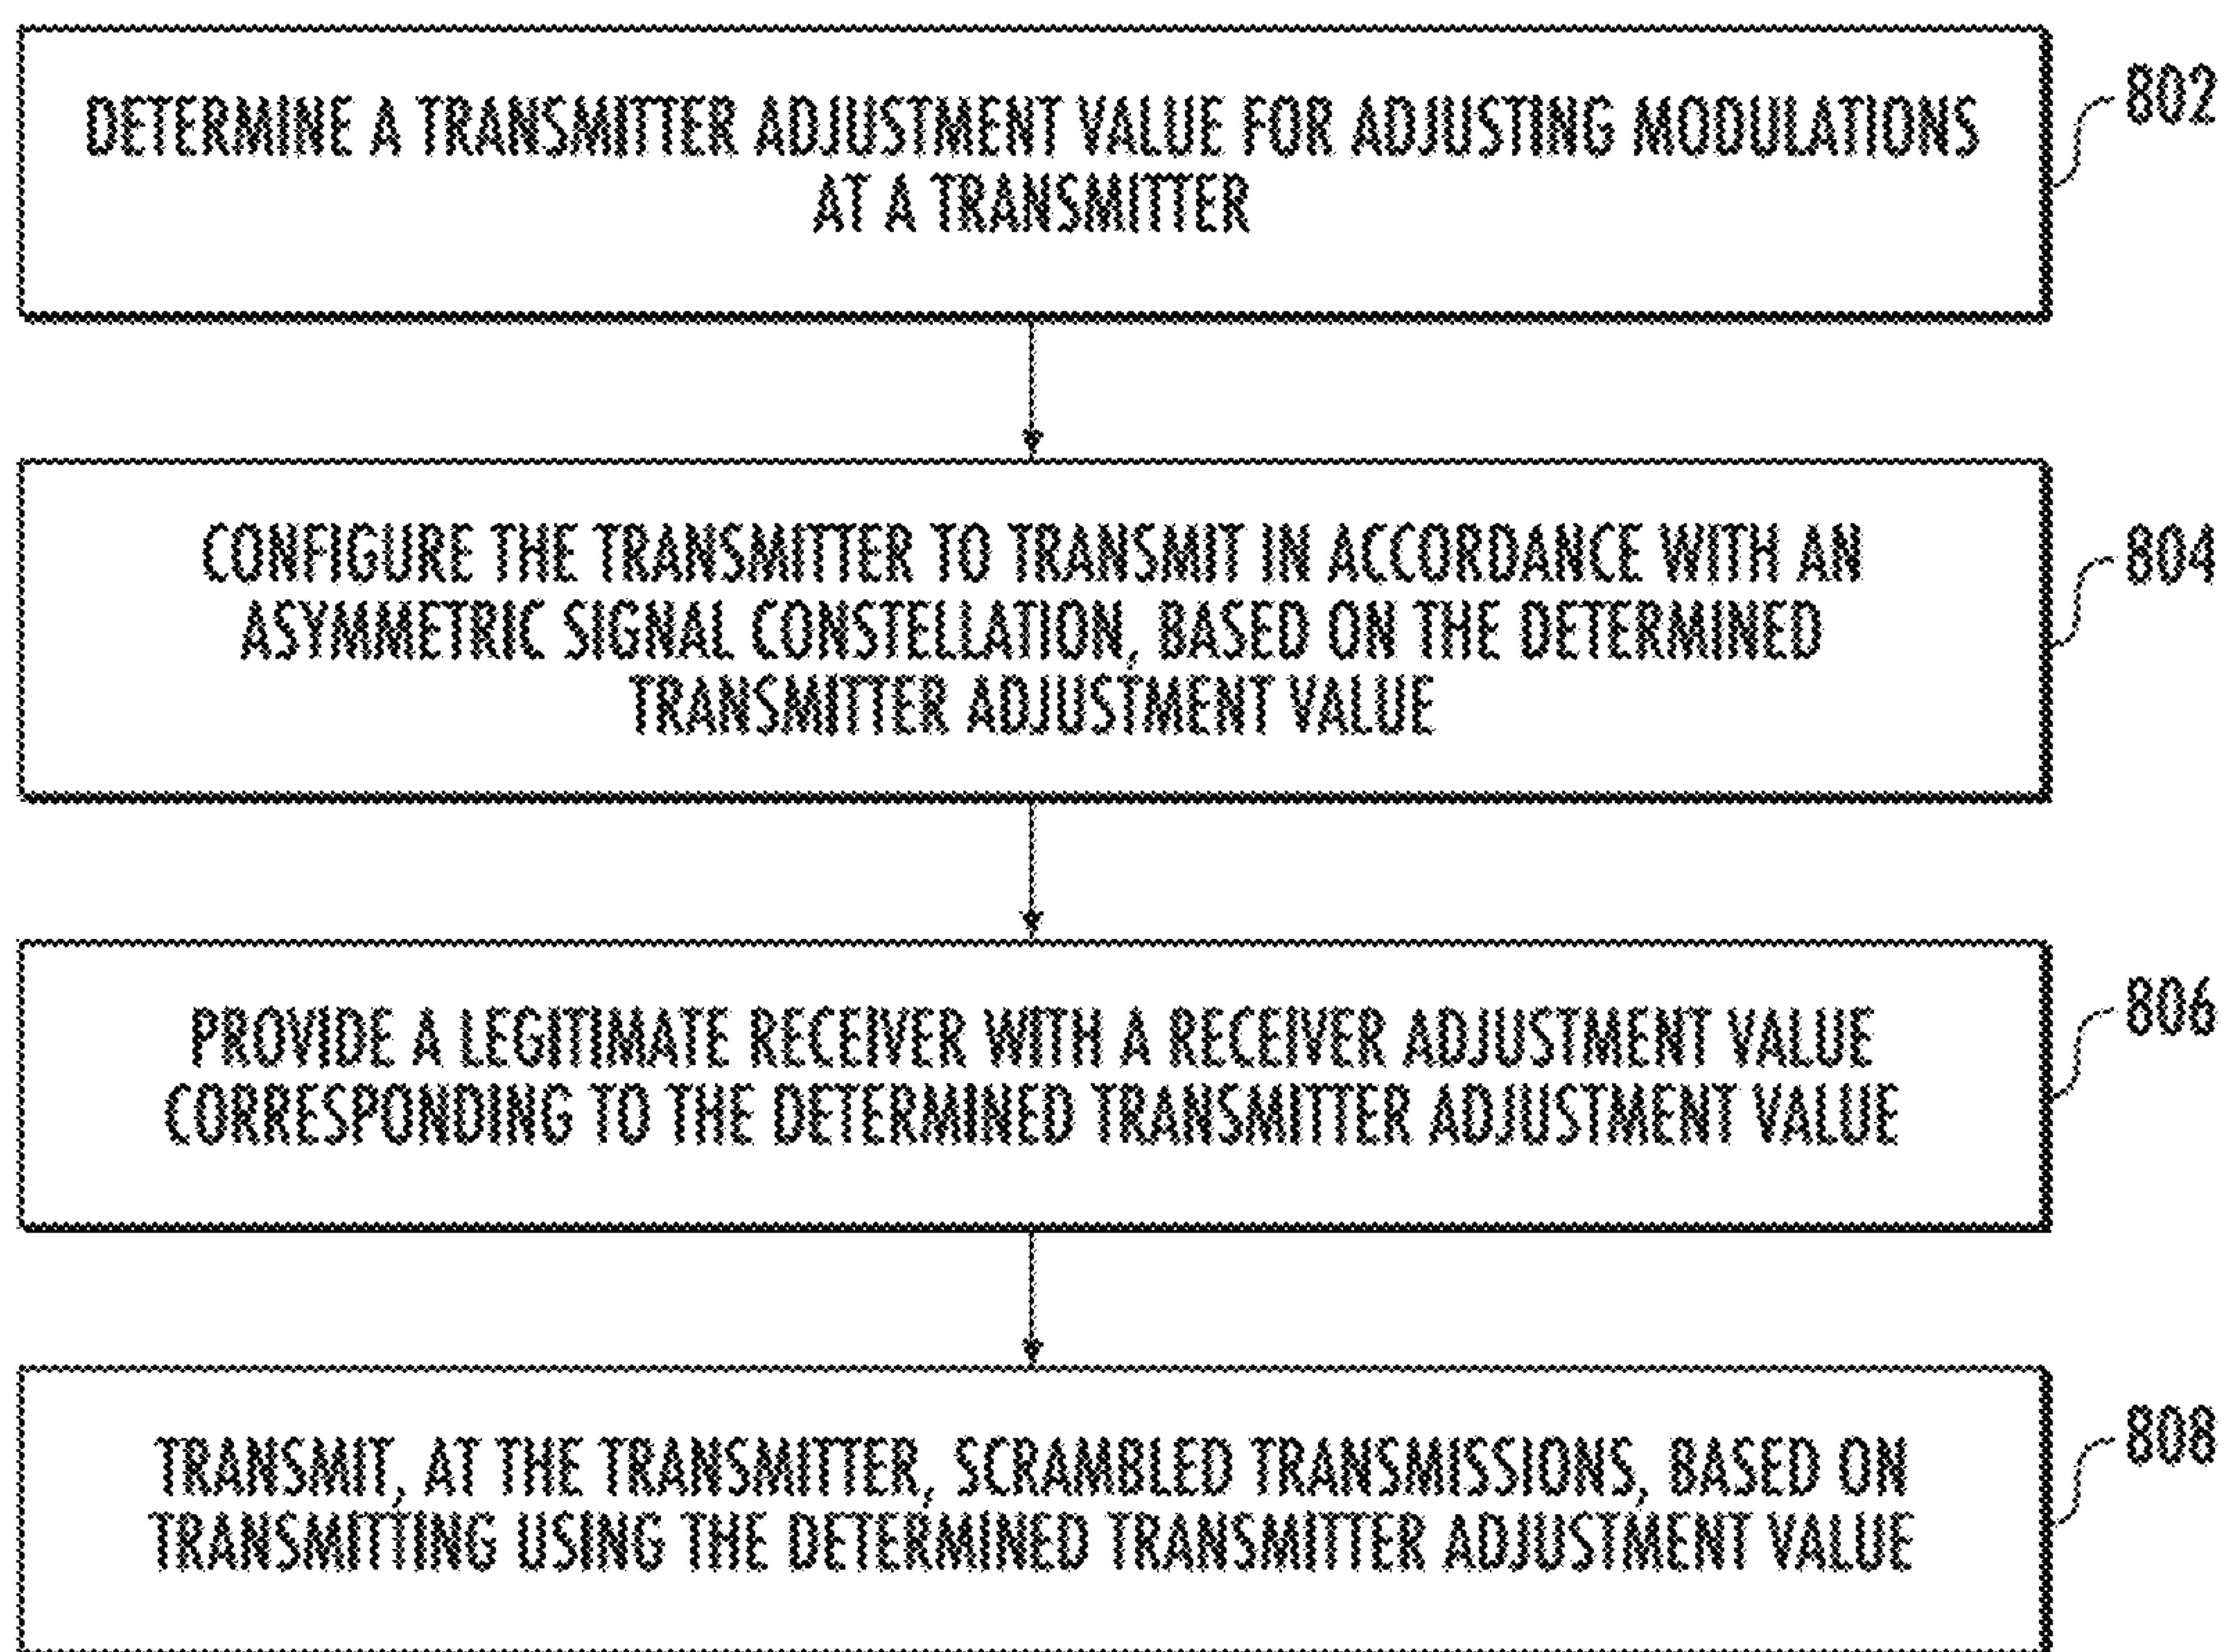 DETERMINE A TRANSMITTER ADJUSTMENT VALUE FOR ADJUSTING MODULATIONS
AT A TRANSMITTER
802
CONFIGURE THE TRANSMITTER TO TRANSMIT IN ACCORDANCE WITH AN
ASYMMETRIC SIGNAL CONSTELLATION, BASED ON THE DETERMINED
TRANSMITTER ADJUSTMENT VALUE
804
PROVIDE A LEGITIMATE RECEIVER WITH A RECEIVER ADJUSTMENT VALUE
CORRESPONDING TO THE DETERMINED TRANSMITTER ADJUSTMENT VALUE
806
TRANSMIT, AT THE TRANSMITTER, SCRAMBLED TRANSMISSIONS, BASED ON
TRANSMITTING USING THE DETERMINED TRANSMITTER ADJUSTMENT VALUE
808